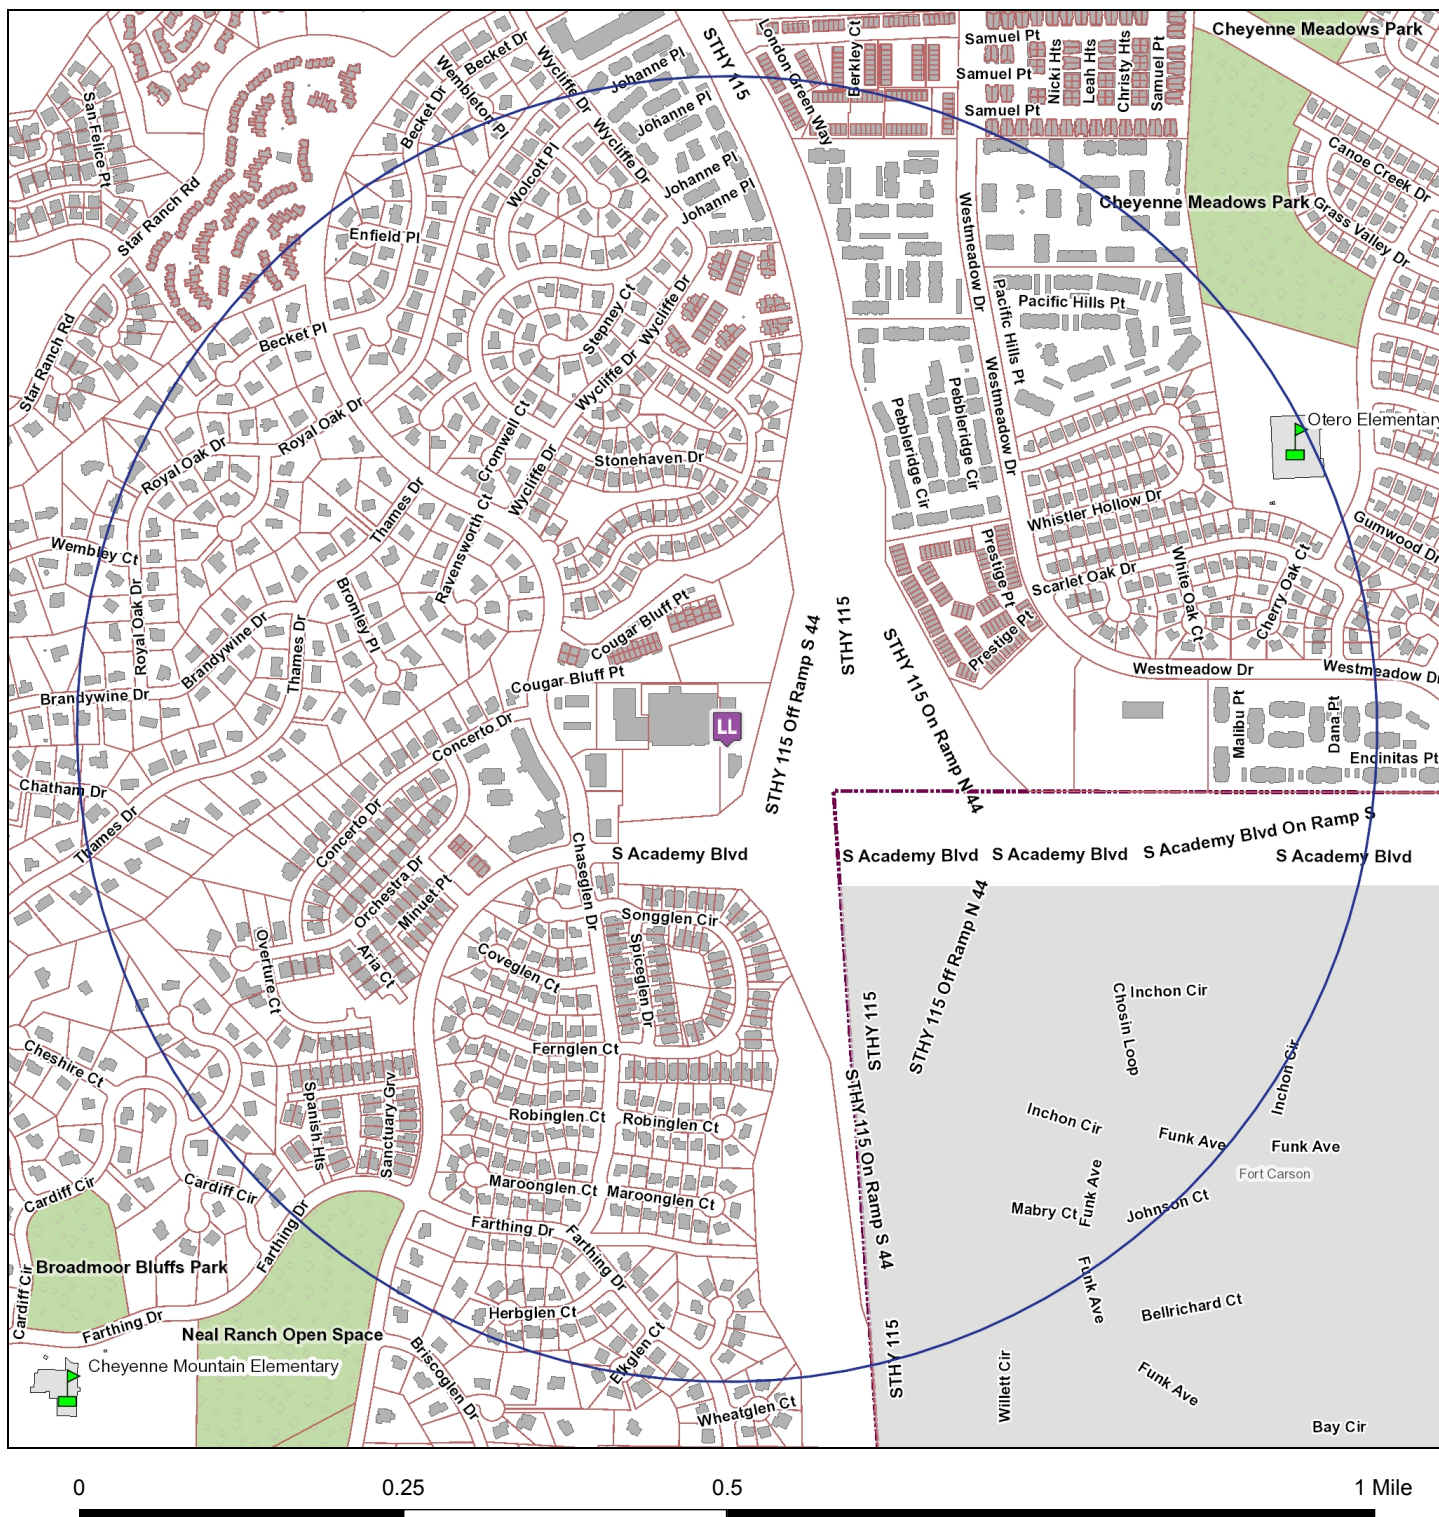 Cheyenne Meadows Park
Becket Dr
Wembleton Pl
Wycliffe Dr
Johanne Pl
STHY 115
London Green Way
Berkley Ct
Samuel Pt
Nicki Hts
Leah Hts
Christy Hts
Samuel Pt
Samuel Pt
Samuel Pt
San Felice Pt
Becket Dr
Wolcott Pl
Wycliffe Dr
Johanne Pl
Johanne Pl
Johanne Pl
Canoe Creek Dr
Star Ranch Rd
Cheyenne Meadows Park
Grass Valley Dr
Enfield Pl
Westmeadow Dr
Pacific Hills Pt
Pacific Hills Pt
Stepney Ct
Wycliffe Dr
Becket Pl
Star Ranch Rd
Wycliffe Dr
Westmeadow Dr
Pebbleridge Cir
Pebbleridge Cir
Royal Oak Dr
Royal Oak Dr
Cromwell Ct
Otero Elementary
Stonehaven Dr
Wycliffe Dr
Thames Dr
Whistler Hollow Dr
Gumwood Dr
Wembley Ct
Ravensworth Ct
Prestige Pt
Scarlet Oak Dr
White Oak Ct
Cherry Oak Ct
Royal Oak Dr
Brandywine Dr
Bromley Pl
Thames Dr
Cougar Bluff Pt
STHY 115 Off Ramp S 44
STHY 115
Prestige Pt
Westmeadow Dr
Westmeadow Dr
STHY 115 On Ramp N 44
Brandywine Dr
Cougar Bluff Pt
Concerto Dr
LF
Malibu Pt
Dana Pt
Encinitas Pt
Chatham Dr
Thames Dr
Concerto Dr
Chaseglen Dr
S Academy Blvd
S Academy Blvd
S Academy Blvd
S Academy Blvd On Ramp S
S Academy Blvd
Orchestra Dr
Minuet Pt
Songglen Cir
STHY 115 Off Ramp N 44
Overture Ct
Aria Ct
Coveglen Ct
Spiceglen Dr
Chosin Loop
Inchon Cir
STHY 115
Cheshire Ct
Fernglen Ct
Inchon Cir
Spanish Hts
Sanctuary Grv
Robinglen Ct
Robinglen Ct
STHY 115 On Ramp S 44
Inchon Cir
Funk Ave
Funk Ave
Fort Carson
Cardiff Cir
Cardiff Cir
Maroonglen Ct
Maroonglen Ct
Mabry Ct
Funk Ave
Johnson Ct
Farthing Dr
Farthing Dr
Farthing Dr
Broadmoor Bluffs Park
Cardiff Cir
Funk Ave
Bellrichard Ct
Farthing Dr
Neal Ranch Open Space
Herbglen Ct
Elkglen Ct
STHY 115
Cheyenne Mountain Elementary
Briscoglen Dr
Willett Cir
Funk Ave
Wheatglen Ct
Bay Cir
0
0.25
0.5
1 Mile